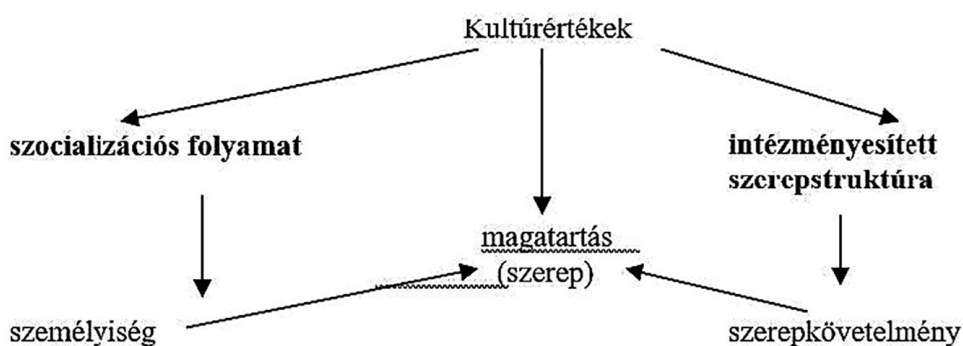 Kultúrértékek
szocializációs folyamat
intézményesített
szerepstruktúra
magatartás
(szerep)
személyiség
szerepkövetelmény